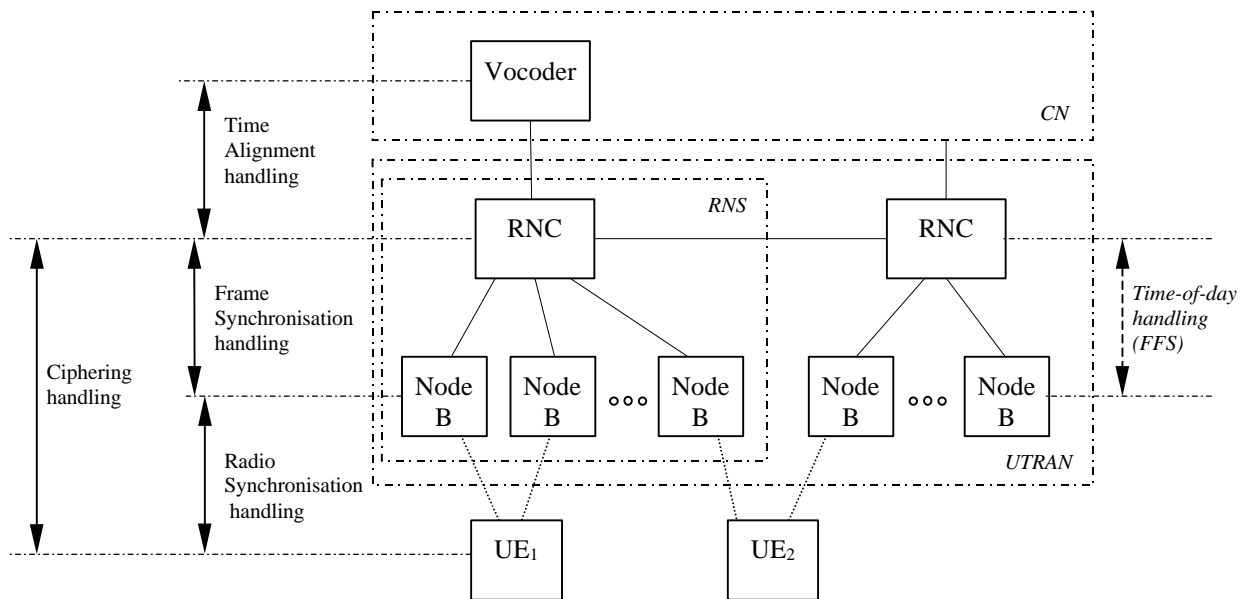 Vocoder
CN
Time
Alignment
handling
RNS
RNC
RNC
Frame
Synchronisation
handling
Time-of-day
handling
(FFS)
Ciphering
handling
Node
B
Node
B
Node
B
Node
B
Node
B
UTRAN
Radio
Synchronisation
handling
UE1
UE2